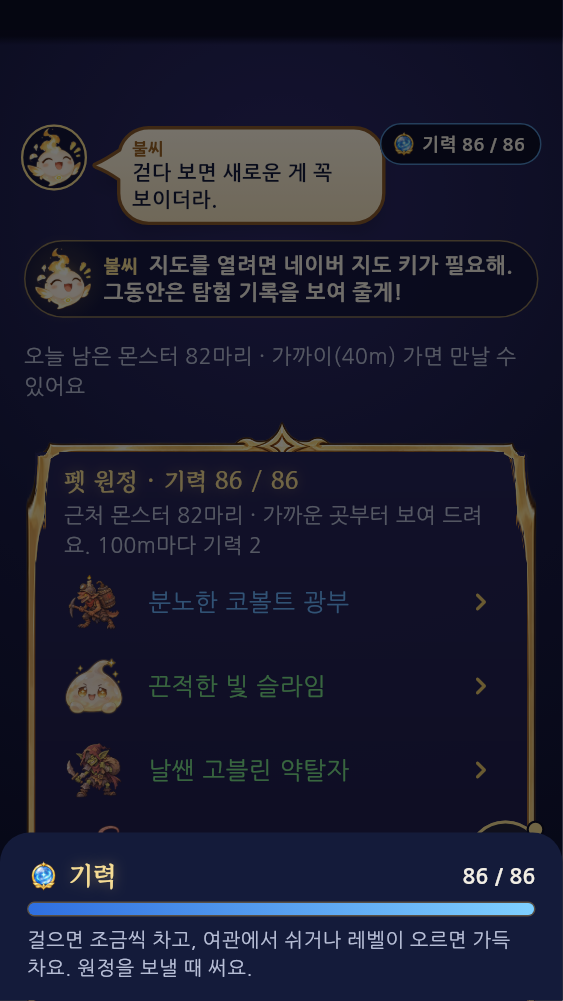 불씨
걷다 보면 새로운 게 꼭
보이더라.
기력 86 / 86
불씨 지도를 열려면 네이버 지도 키가 필요해.
그동안은 탐험 기록을 보여 줄게!
오늘 남은 몬스터 82마리 · 가까이(40m) 가면 만날 수
있어요
펫 원정 · 기력 86 / 86
근처 몬스터 82마리 · 가까운 곳부터 보여 드려
요. 100m마다 기력 2
분노한 코볼트 광부
끈적한 빛 슬라임
날쌘 고블린 약탈자
기력
86 / 86
걸으면 조금씩 차고, 여관에서 쉬거나 레벨이 오르면 가득
차요. 원정을 보낼 때 써요.